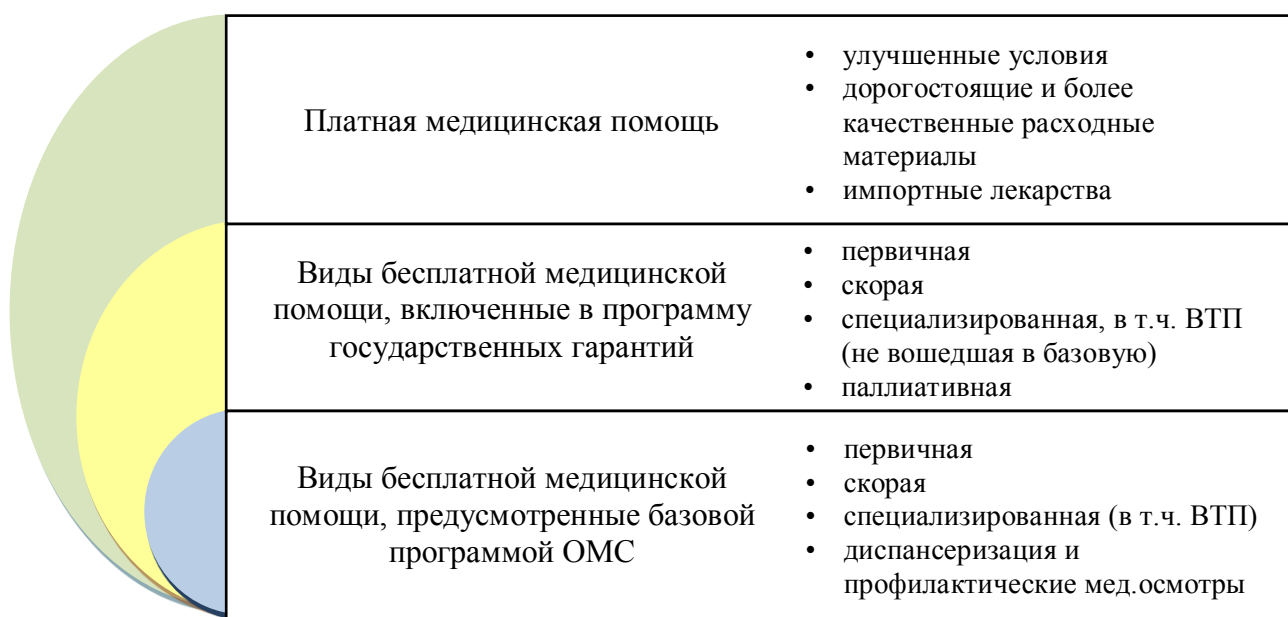 Платная медицинская помощь
• улучшенные условия
• дорогостоящие и более
качественные расходные
материалы
• импортные лекарства
Виды бесплатной медицинской
помощи, включенные в программу
государственных гарантий
• первичная
• скорая
• специализированная, в т.ч. ВТП
(не вошедшая в базовую)
• паллиативная
Виды бесплатной медицинской
помощи, предусмотренные базовой
программой ОМС
• первичная
• скорая
• специализированная (в т.ч. ВТП)
• диспансеризация и
профилактические мед.осмотры